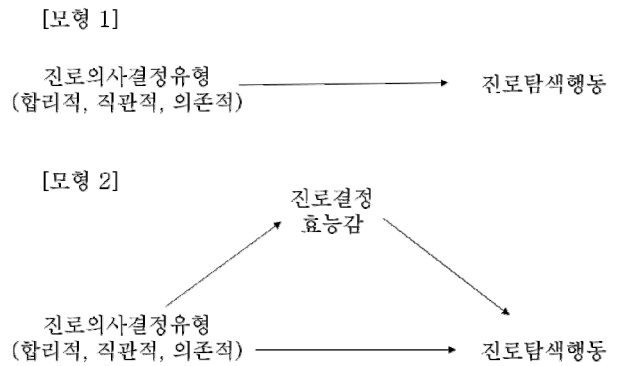 [모형 1]
진로의사결정유형
(합리적, 직관적, 의존적)
진로탐색행동
[모형 2]
진로결정
효능감
진로의사결정유형
(합리적, 직관적, 의존적)
진로탐색행동